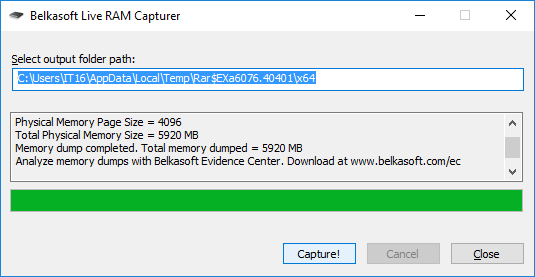 Belkasoft Live RAM Capturer
Select output folder path:
C:\Users\IT16\AppData\Local\Temp\Rar$EXa6076.40401\x64
Physical Memory Page Size = 4096
Total Physical Memory Size = 5920 MB
Memory dump completed. Total memory dumped = 5920 MB
Analyze memory dumps with Belkasoft Evidence Center. Download at www.belkasoft.com/ec
Capture!
Cancel
Close